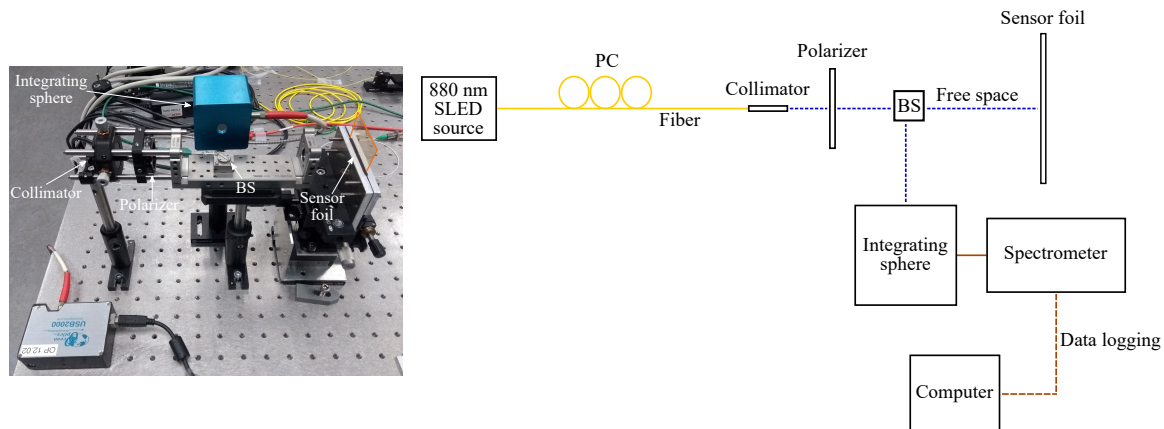 Integrating
sphere
Collimator
Polarizer
BS
Sensor
foil
USB2000
OP 12.02
880 nm
SLED
source
PC
Fiber
Collimator
Polarizer
BS
Free space
Sensor foil
Integrating
sphere
Spectrometer
Data logging
Computer